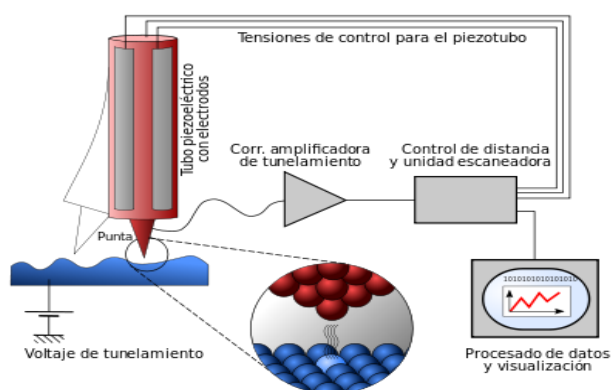 Tensiones de control para el piezotubo
Tubo piezoeléctrico
con electrodos
Corr. amplificadora
de tunelamiento
Control de distancia
y unidad escaneadora
Punta
1010101010101010
Voltaje de tunelamiento
Procesado de datos
y visualización